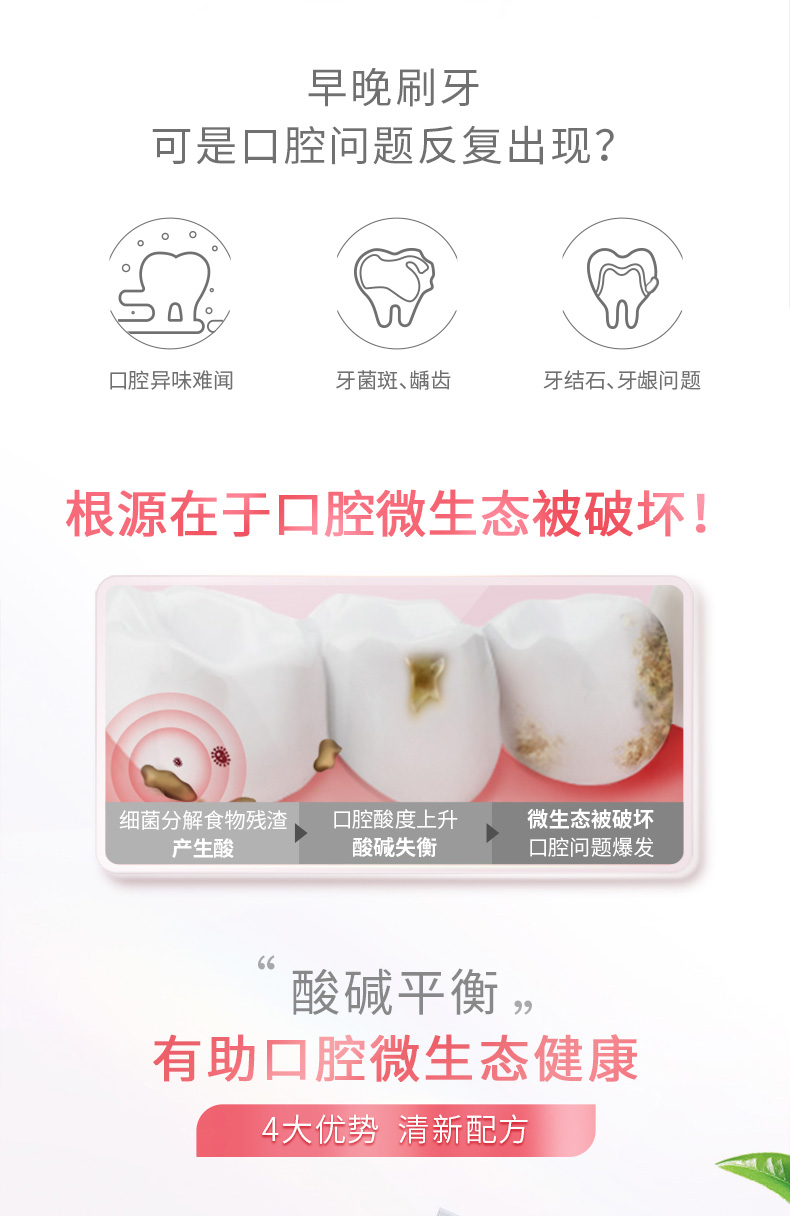 早晚刷牙
可是口腔问题反复出现?
口腔异味难闻
牙菌斑、龋齿
牙结石、牙龈问题
根源在于口腔微生态被破坏!
细菌分解食物残渣
产生酸
口腔酸度上升
酸碱失衡
微生态被破坏
口腔问题爆发
“酸碱平衡”
有助口腔微生态健康
4大优势 清新配方